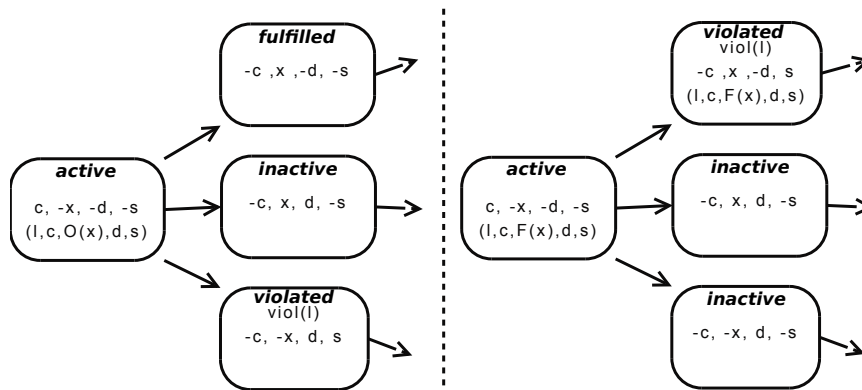 fulfilled
-c ,x ,-d, -s
active
c, -x, -d, -s
(l,c,O(x),d,s)
inactive
-c, x, d, -s
violated
viol(l)
-c, -x, d, s
violated
viol(l)
-c ,x ,-d, s
(l,c,F(x),d,s)
active
c, -x, -d, -s
(l,c,F(x),d,s)
inactive
-c, x, d, -s
inactive
-c, -x, d, -s